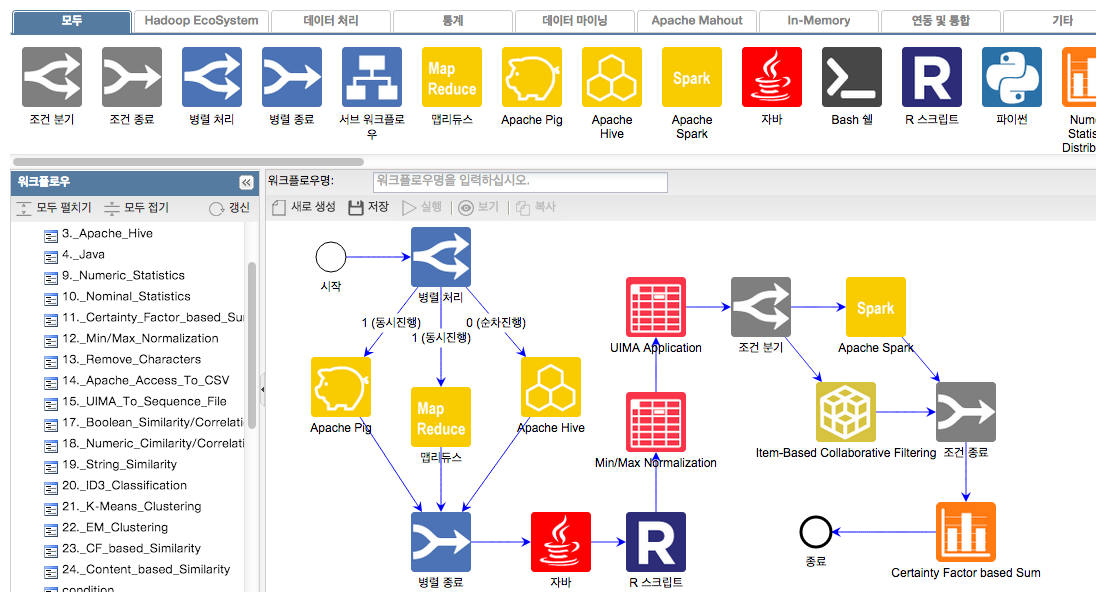 모두
Hadoop EcoSystem
데이터 처리
통계
데이터 마이닝
Apache Mahout
In-Memory
연동 및 통합
기타
Map
Reduce
Spark
R
조건 분기
조건 종료
병렬 처리
병렬 종료
서브 워크플로
우
맵리듀스
Apache Pig
Apache
Hive
Apache
Spark
자바
Bash 쉘
R 스크립트
파이썬
Nume
Statis
Distrib
워크플로우
모두 펼치기
모두 접기
갱신
3._Apache_Hive
4._Java
9._Numeric_Statistics
10._Nominal_Statistics
11._Certainty_Factor_based_Su
12._Min/Max_Normalization
13._Remove_Characters
14._Apache_Access_To_CSV
15._UIMA_To_Sequence_File
17._Boolean_Similarity/Correlati
18._Numeric_Cimilarity/Correlati
19._String_Similarity
20._ID3_Classification
21._K-Means_Clustering
22._EM_Clustering
23._CF_based_Similarity
24._Content_based_Similarity
condition
워크플로우명:
워크플로우명을 입력하십시오.
새로 생성
저장
실행
보기
복사
시작
병렬 처리
1 (동시진행)
0 (순차진행)
1 (동시진행)
Apache Pig
Map
Reduce
맵리듀스
Apache Hive
병렬 종료
자바
R
R 스크립트
Min/Max Normalization
UIMA Application
조건 분기
Spark
Apache Spark
Item-Based Collaborative Filtering
조건 종료
Certainty Factor based Sum
종료